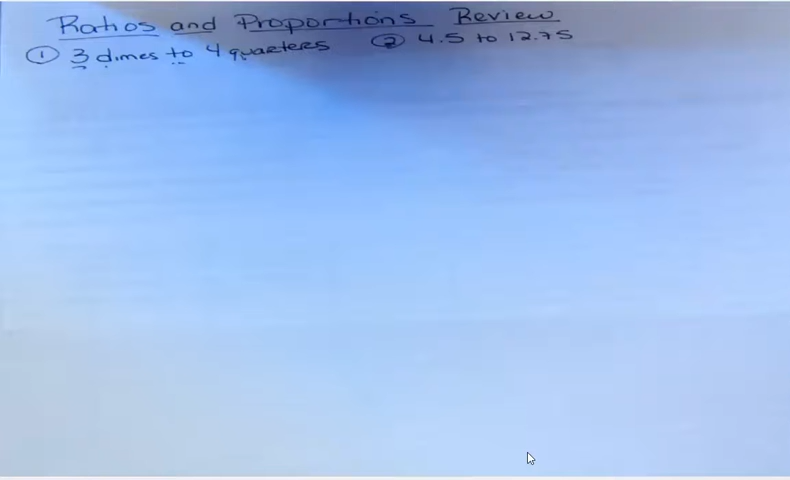 Ratios and Proportions Review
① 3 dimes to 4 quarters ② 4.5 to 12.75